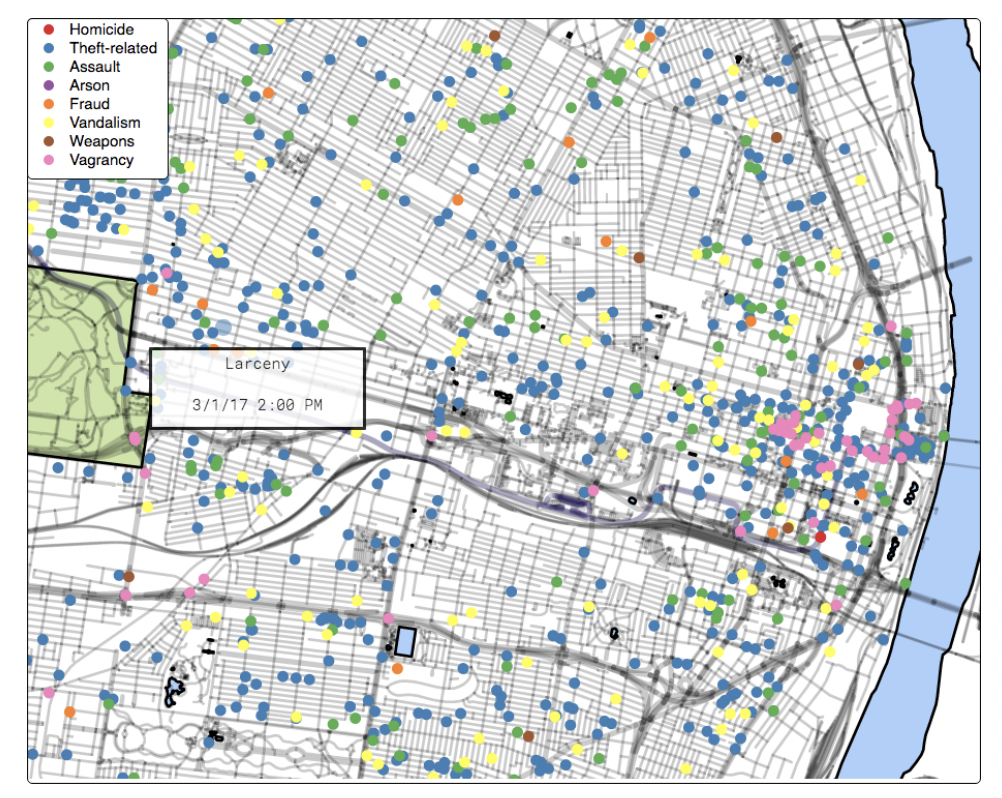 Homicide
Theft-related
Assault
Arson
Fraud
Vandalism
Weapons
Vagrancy
Larceny
3/1/17 2:00 PM